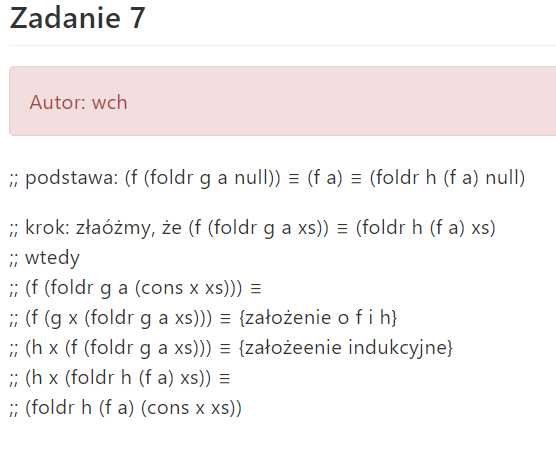 Zadanie 7
Autor: wch
;; podstawa: (f (foldr g a null)) ≡ (f a) ≡ (foldr h (f a) null)
;; krok: złaóżmy, że (f (foldr g a xs)) ≡ (foldr h (f a) xs)
;; wtedy
;; (f (foldr g a (cons x xs))) ≡
;; (f (g x (foldr g a xs))) ≡ {założenie o f i h}
;; (h x (f (foldr g a xs))) ≡ {założeenie indukcyjne}
;; (h x (foldr h (f a) xs)) ≡
;; (foldr h (f a) (cons x xs))